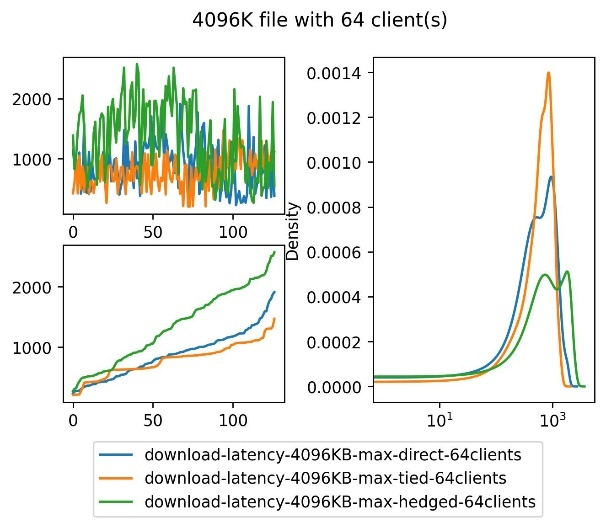 4096K file with 64 client(s)
2000
1000
0 50 100
2000
1000
0 50 100
Density
0.0014
0.0012
0.0010
0.0008
0.0006
0.0004
0.0002
0.0000
10¹ 10³
download-latency-4096KB-max-direct-64clients
download-latency-4096KB-max-tied-64clients
download-latency-4096KB-max-hedged-64clients